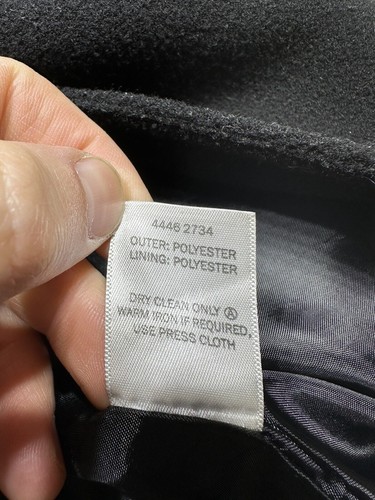 4446 2734
OUTER: POLYESTER
LINING: POLYESTER
DRY CLEAN ONLY Ⓐ
WARM IRON IF REQUIRED,
USE PRESS CLOTH